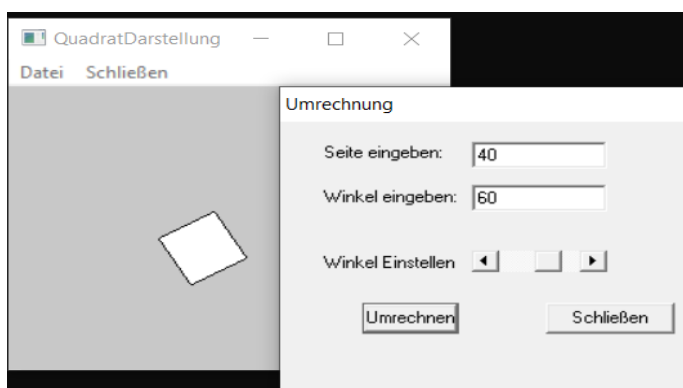 QuadratDarstellung
Datei Schließen
Umrechnung
Seite eingeben: 40
Winkel eingeben: 60
Winkel Einstellen
Umrechnen Schließen